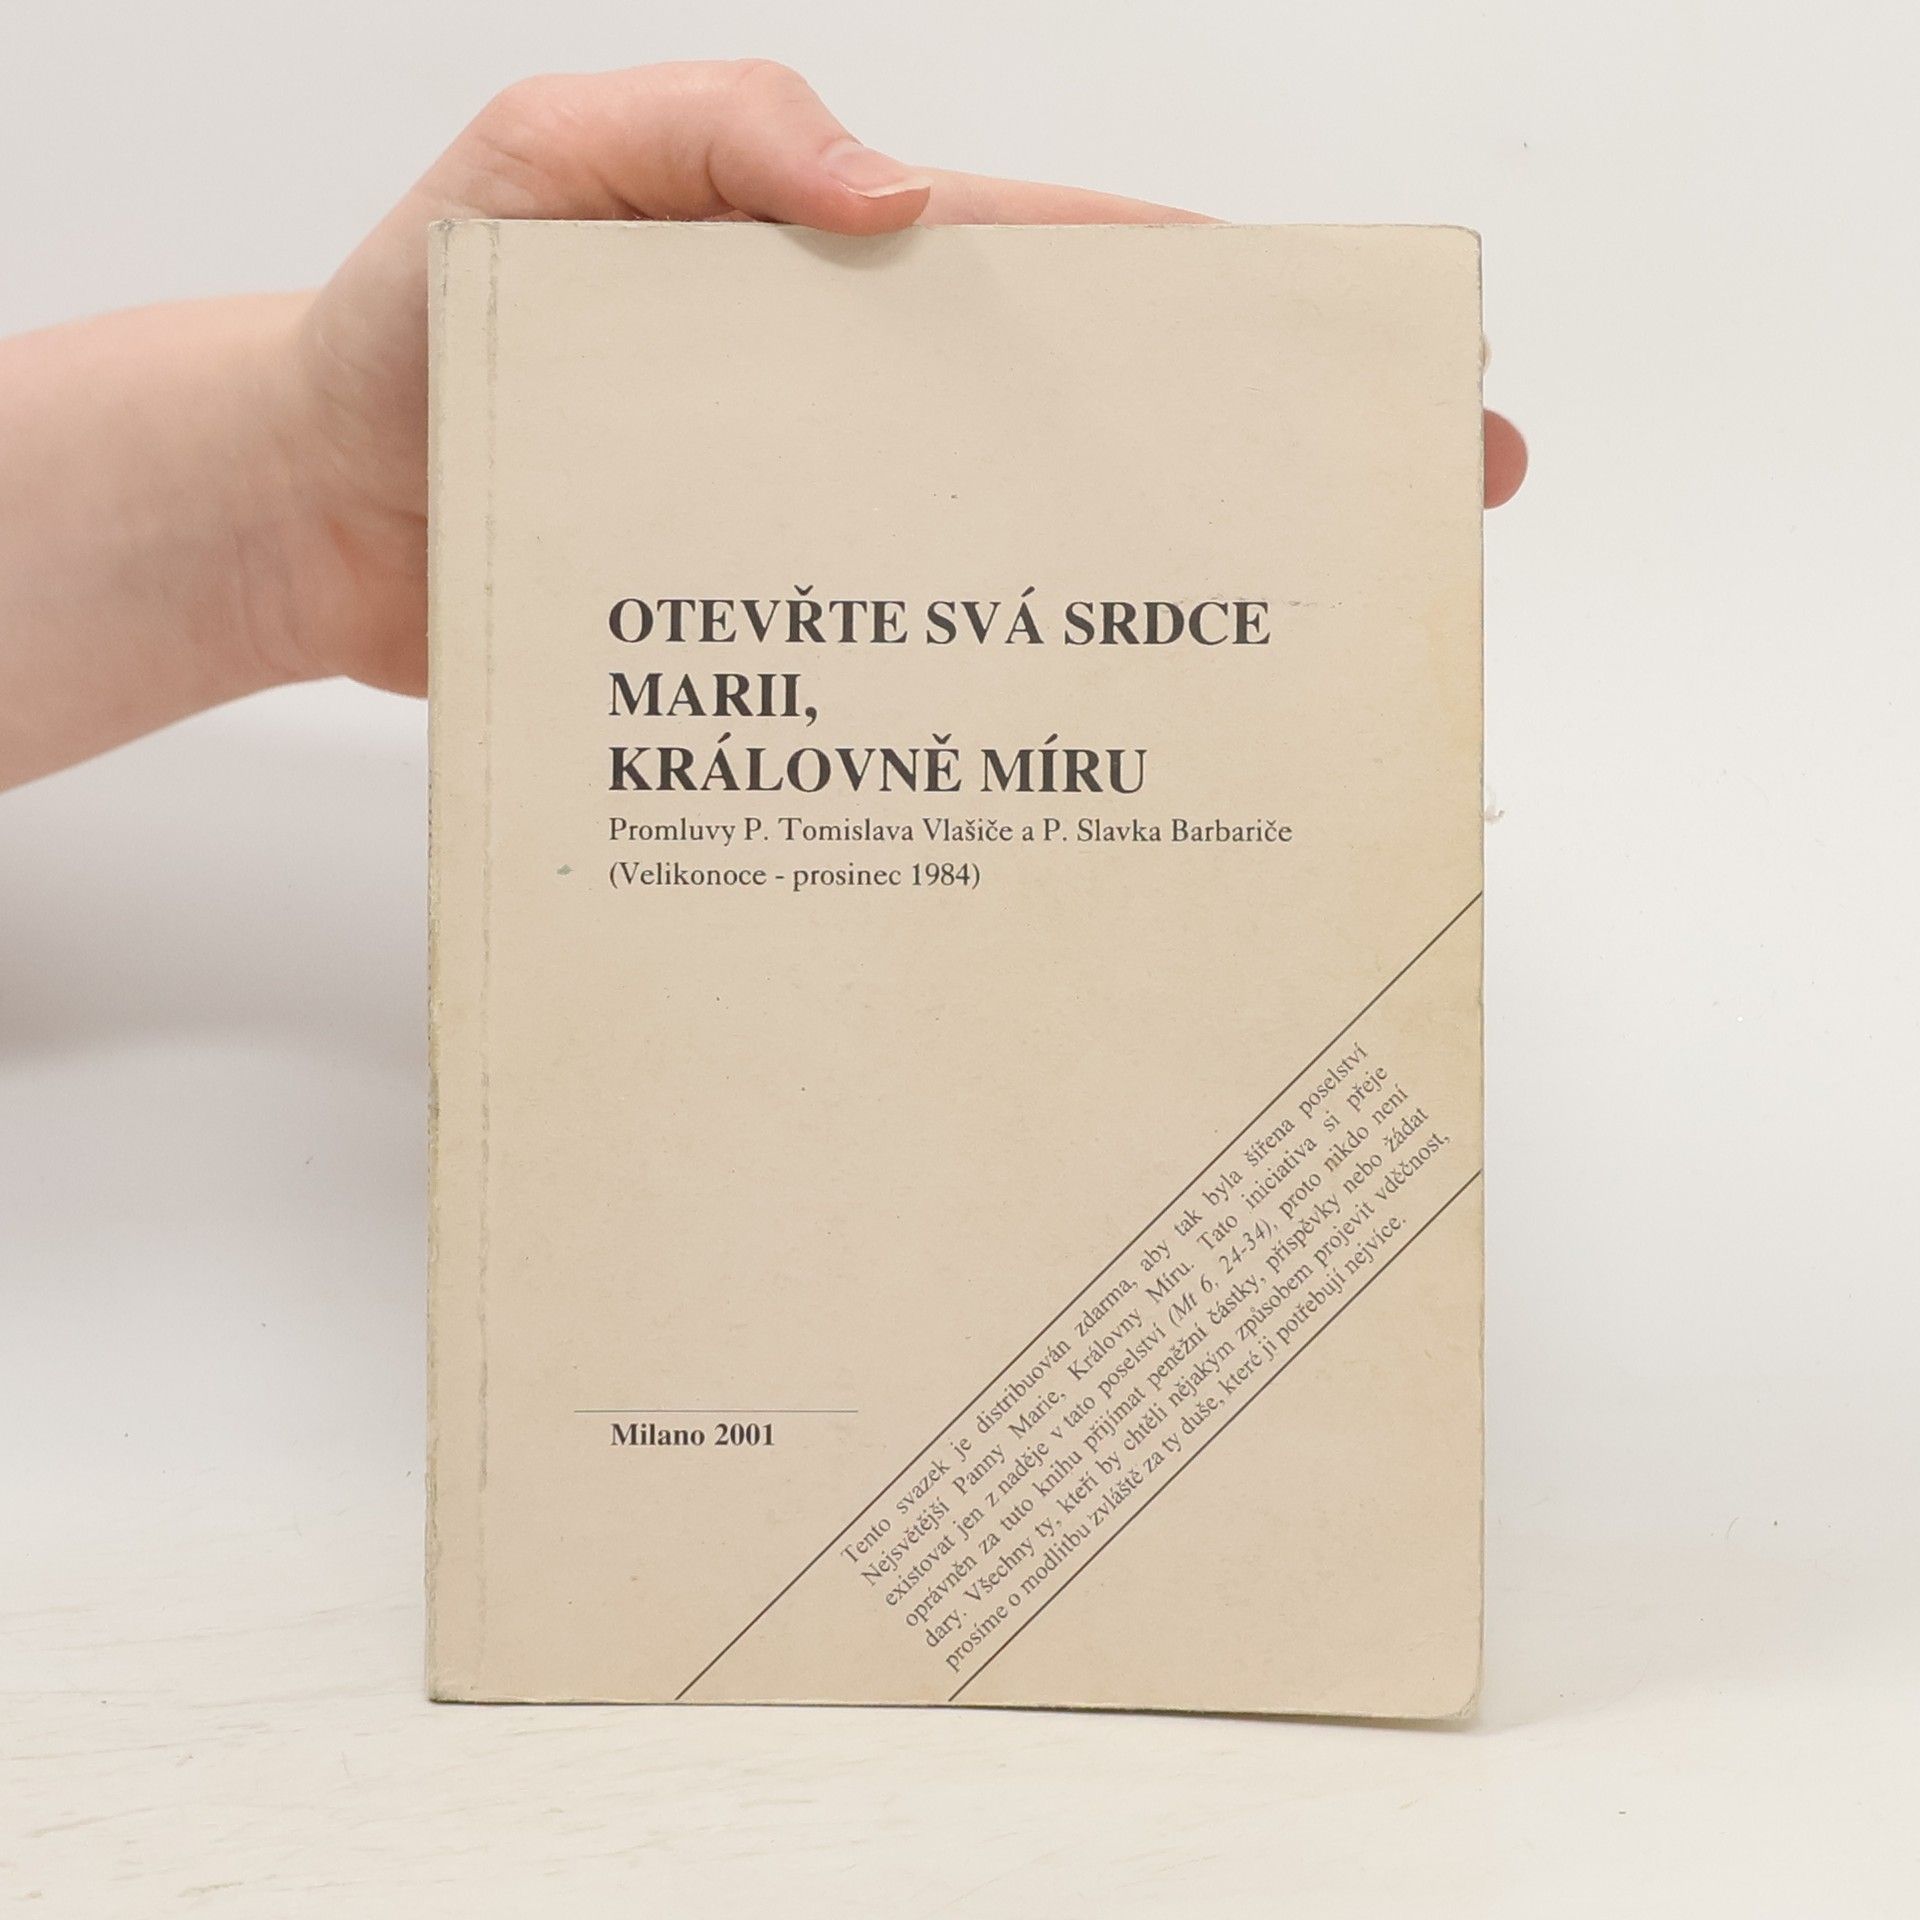 OTEVŘTE SVÁ SRDCE
MARII,
KRÁLOVNĚ MÍRU
Promluvy P. Tomislava Vlašiče a P. Slavka Barbariče
(Velikonoce - prosinec 1984)
Tento svazek je distribuován zdarma, aby tak byla šířena poselství
Nejsvětější Panny Marie, Královny Míru. Tato iniciativa si přeje
existovat jen z naděje v tato poselství (Mt 6, 24-34), proto nikdo není
oprávněn za tuto knihu přijímat peněžní částky, příspěvky nebo žádat
dary. Všechny ty, kteří by chtěli nějakým způsobem projevit vděčnost,
prosíme o modlitbu zvláště za ty duše, které ji potřebují nejvíce.
Milano 2001